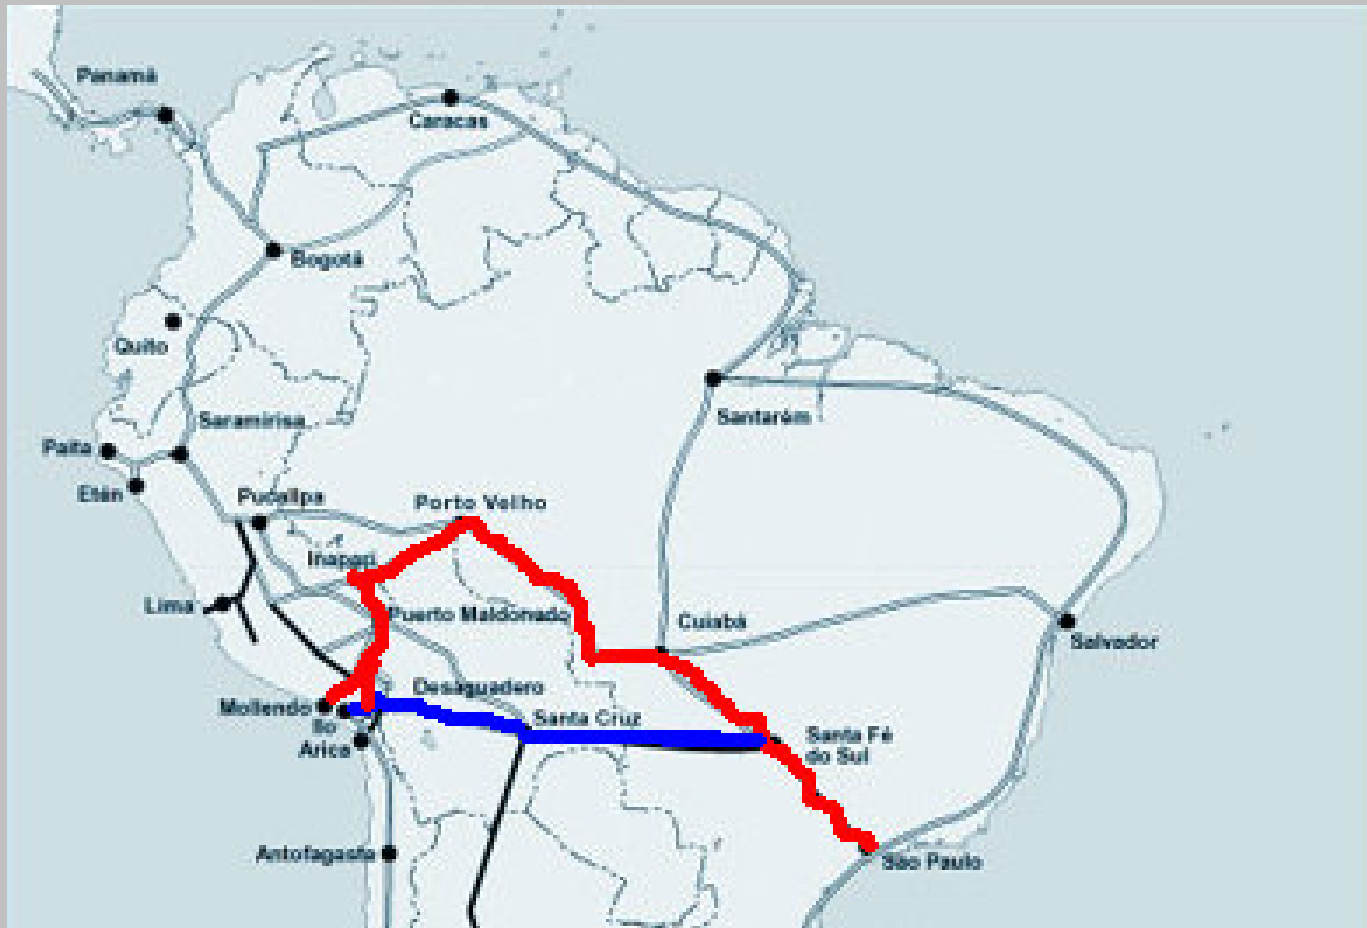 Panamá
Caracas
Bogotá
Quito
Saramirisa
Paita
Etén
Santarém
Pucallpa
Porto Velho
Inapari
Lima
Puerto Maldonado
Cuiabá
Salvador
Desaguadero
Mollendo
Ilo
Santa Cruz
Arica
Santa Fé
do Sul
Antofagasta
São Paulo